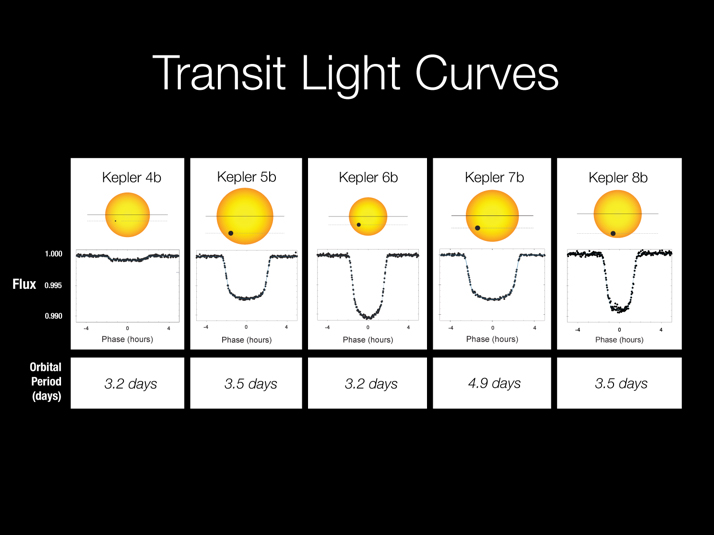 Transit Light Curves
Kepler 4b
Kepler 5b
Kepler 6b
Kepler 7b
Kepler 8b
Flux
1.000
0.995
0.990
-4 0 4
-4 0 4
-4 0 4
-4 0 4
-4 0 4
Phase (hours)
Phase (hours)
Phase (hours)
Phase (hours)
Phase (hours)
Orbital
Period
(days)
3.2 days
3.5 days
3.2 days
4.9 days
3.5 days